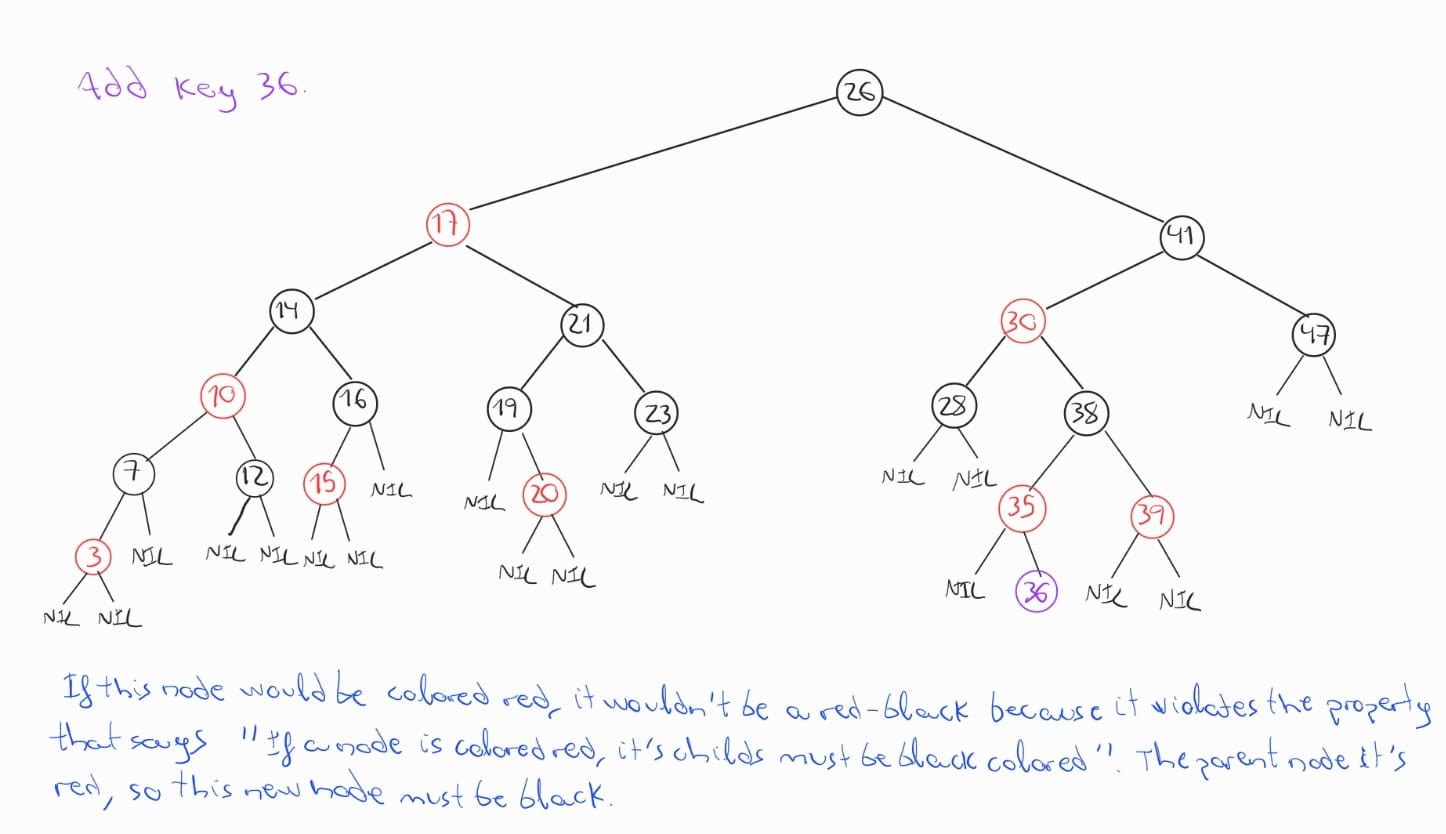 Add Key 36.
26
17
41
14
21
30
47
10
16
19
23
28
38
NIL NIL
7
12
15
NIL
NIL
20
NIL NIL
NIL NIL
35
39
3
NIL
NIL NIL
NIL NIL
NIL NIL
NIL
36
NIL NIL
NIL NIL
If this node would be colored red, it wouldn't be a red-black because it violates the property
that says "If a node is colored red, it's childs must be black colored". The parent node it's
red, so this new node must be black.